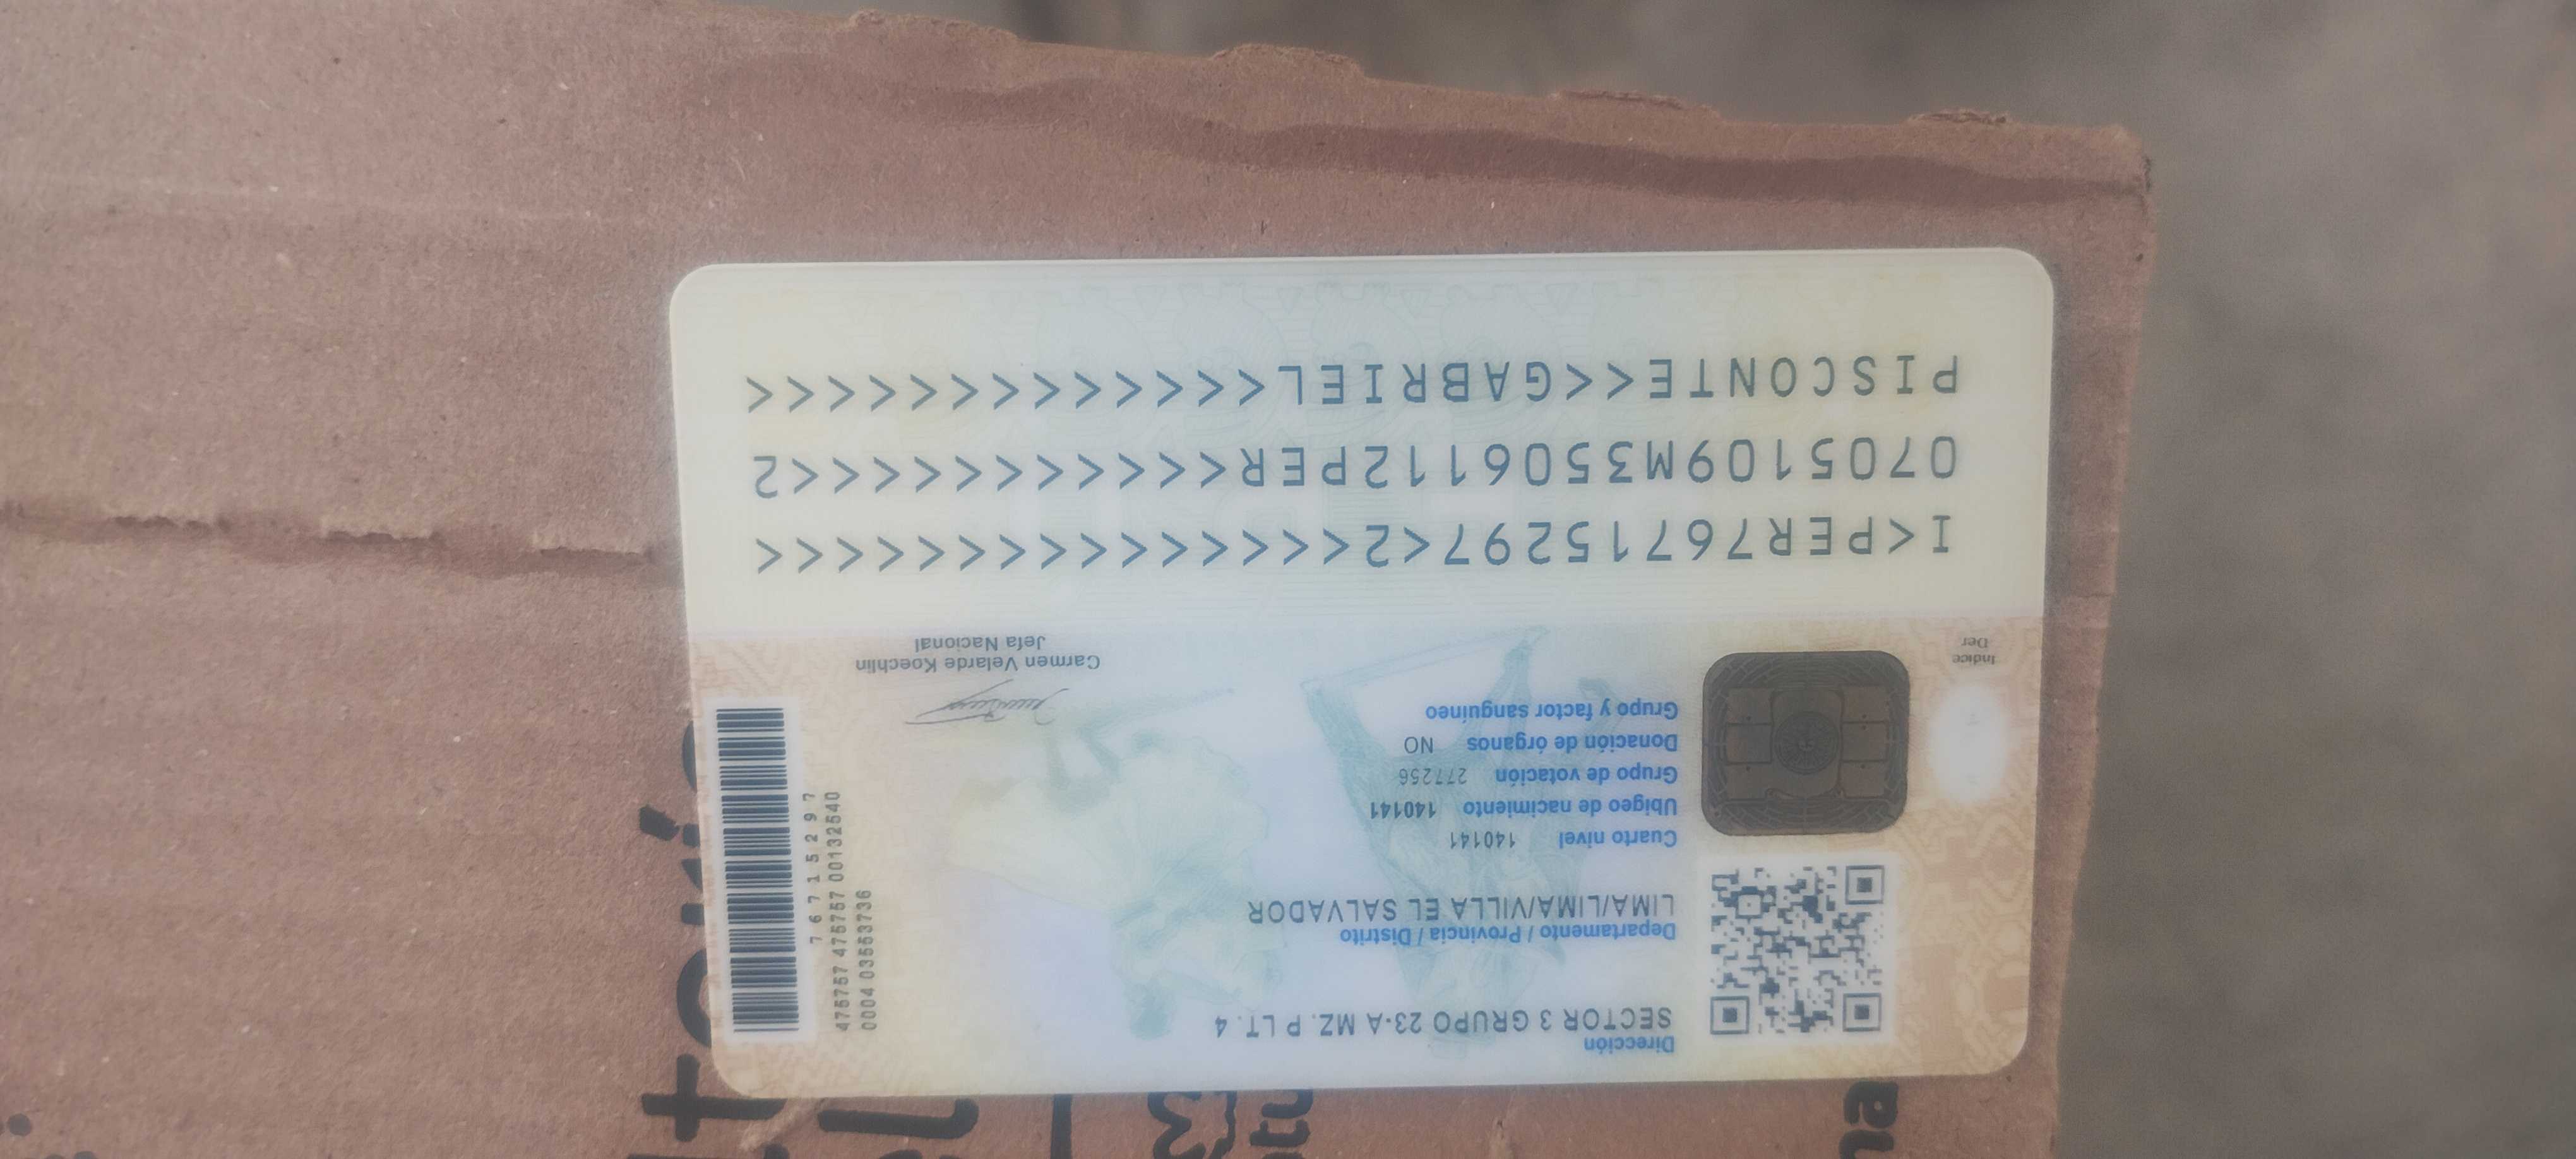 Dirección
SECTOR 3 GRUPO 23-A MZ. P LT. 4
Departamento / Provincia / Distrito
LIMA/LIMA/VILLA EL SALVADOR
Cuarto nivel 140141
Ubigeo de nacimiento 140141
Grupo de votación 277256
Donación de órganos NO
Grupo y factor sanguíneo
76715297
475757 475757 00132540
0004 03553736
Carmen Velarde Koechlin
Jefa Nacional
Indice
Der
I<PER76715297<2<<<<<<<<<<<<<<<
0705109M3506112PER<<<<<<<<<<<2
PISCONTE<<GABRIEL<<<<<<<<<<<<<